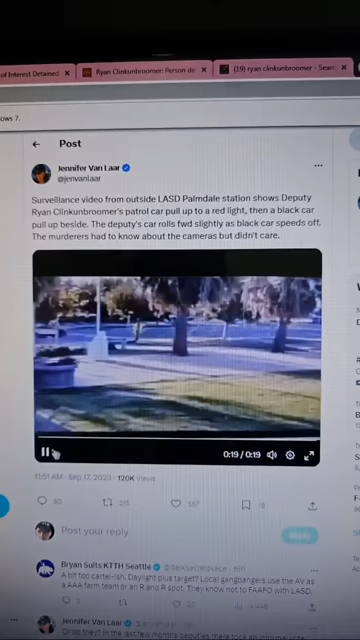 of Interest Detained
Ryan Clinkunbroomer: Person de
(19) ryan clinkunbroomer - Sear
ows 7.
Post
Jennifer Van Laar
@jenvanlaar
Surveillance video from outside LASD Palmdale station shows Deputy
Ryan Clinkunbroomer's patrol car pull up to a red light, then a black car
pull up beside. The deputy's car rolls fwd slightly as black car speeds off.
The murderers had to know about the cameras but didn't care.
0:19 / 0:19
11:51 AM · Sep 17, 2023 · 120K Views
Post your reply
Reply
Bryan Suits KTTH Seattle
A bit too cartel-ish. Daylight plus target? Local gangbangers use the AV as
a AAA farm team or an R and R spot. They know not to FAAFO with LASD.
Jennifer Van Laar